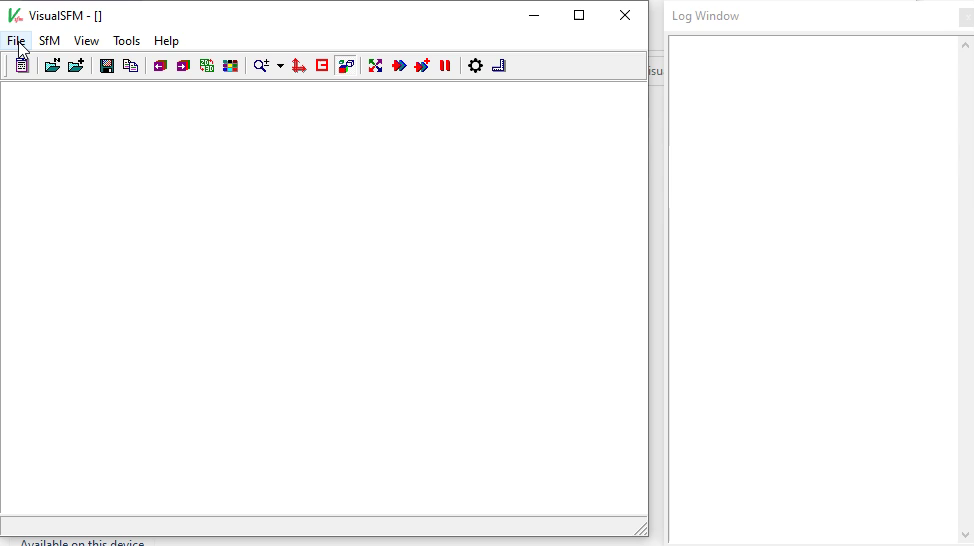 VisualSFM - []
Log Window
File SfM View Tools Help
Available on this device